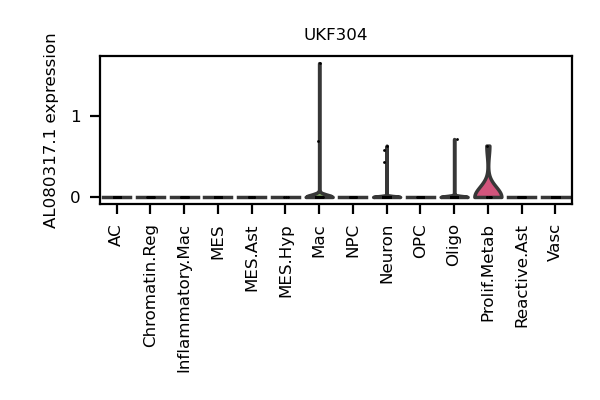 UKF304
AL080317.1 expression
1
0
AC
Chromatin.Reg
Inflammatory.Mac
MES
MES.Ast
MES.Hyp
Mac
NPC
Neuron
OPC
Oligo
Prolif.Metab
Reactive.Ast
Vasc